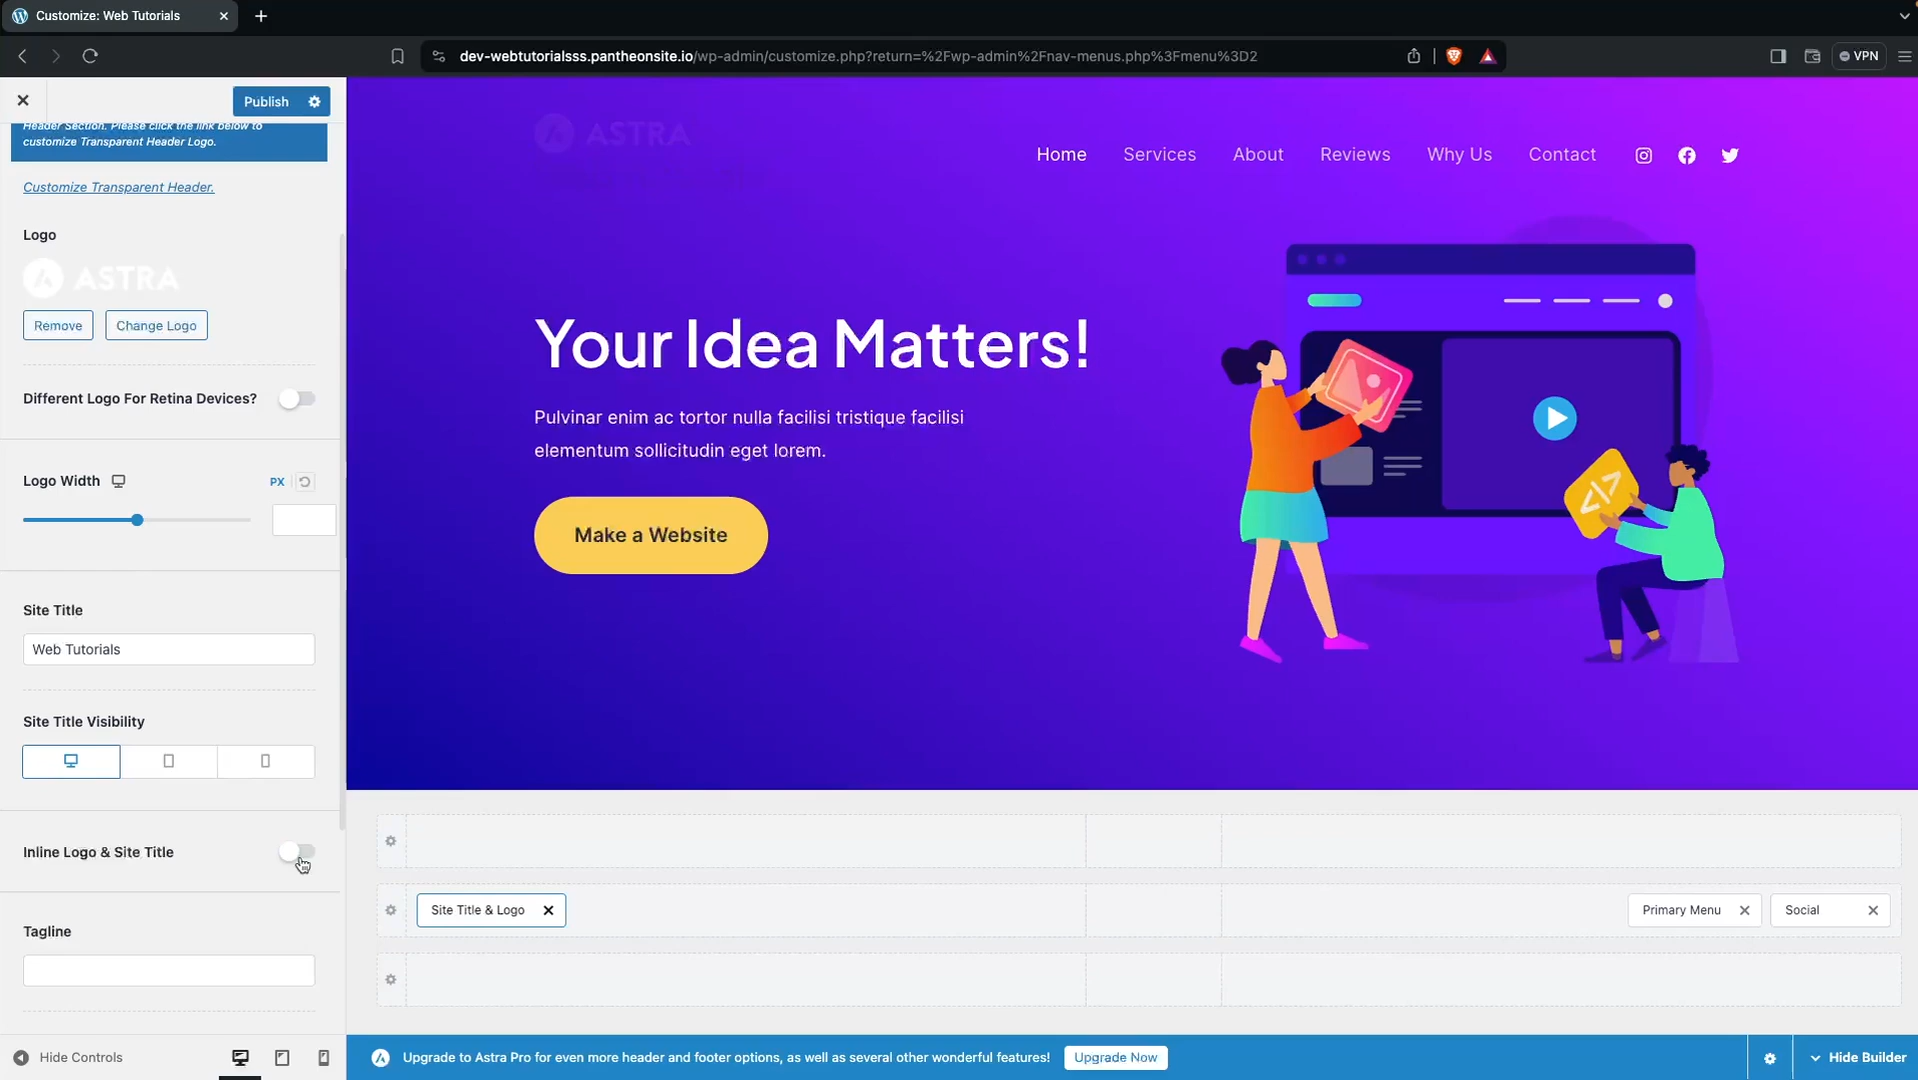 Customize: Web Tutorials
dev-webtutorialsss.pantheonsite.io/wp-admin/customize.php?return=%2Fwp-admin%2Fnav-menus.php%3Fmenu%3D2
VPN
Publish
Header Section. Please click the link below to
customize Transparent Header Logo.
Customize Transparent Header.
Logo
ASTRA
Remove
Change Logo
Different Logo For Retina Devices?
Logo Width
PX
Site Title
Web Tutorials
Site Title Visibility
Inline Logo & Site Title
Tagline
Hide Controls
ASTRA
Home
Services
About
Reviews
Why Us
Contact
Your Idea Matters!
Pulvinar enim ac tortor nulla facilisi tristique facilisi
elementum sollicitudin eget lorem.
Make a Website
</>
Site Title & Logo
Primary Menu
Social
Upgrade to Astra Pro for even more header and footer options, as well as several other wonderful features!
Upgrade Now
Hide Builder